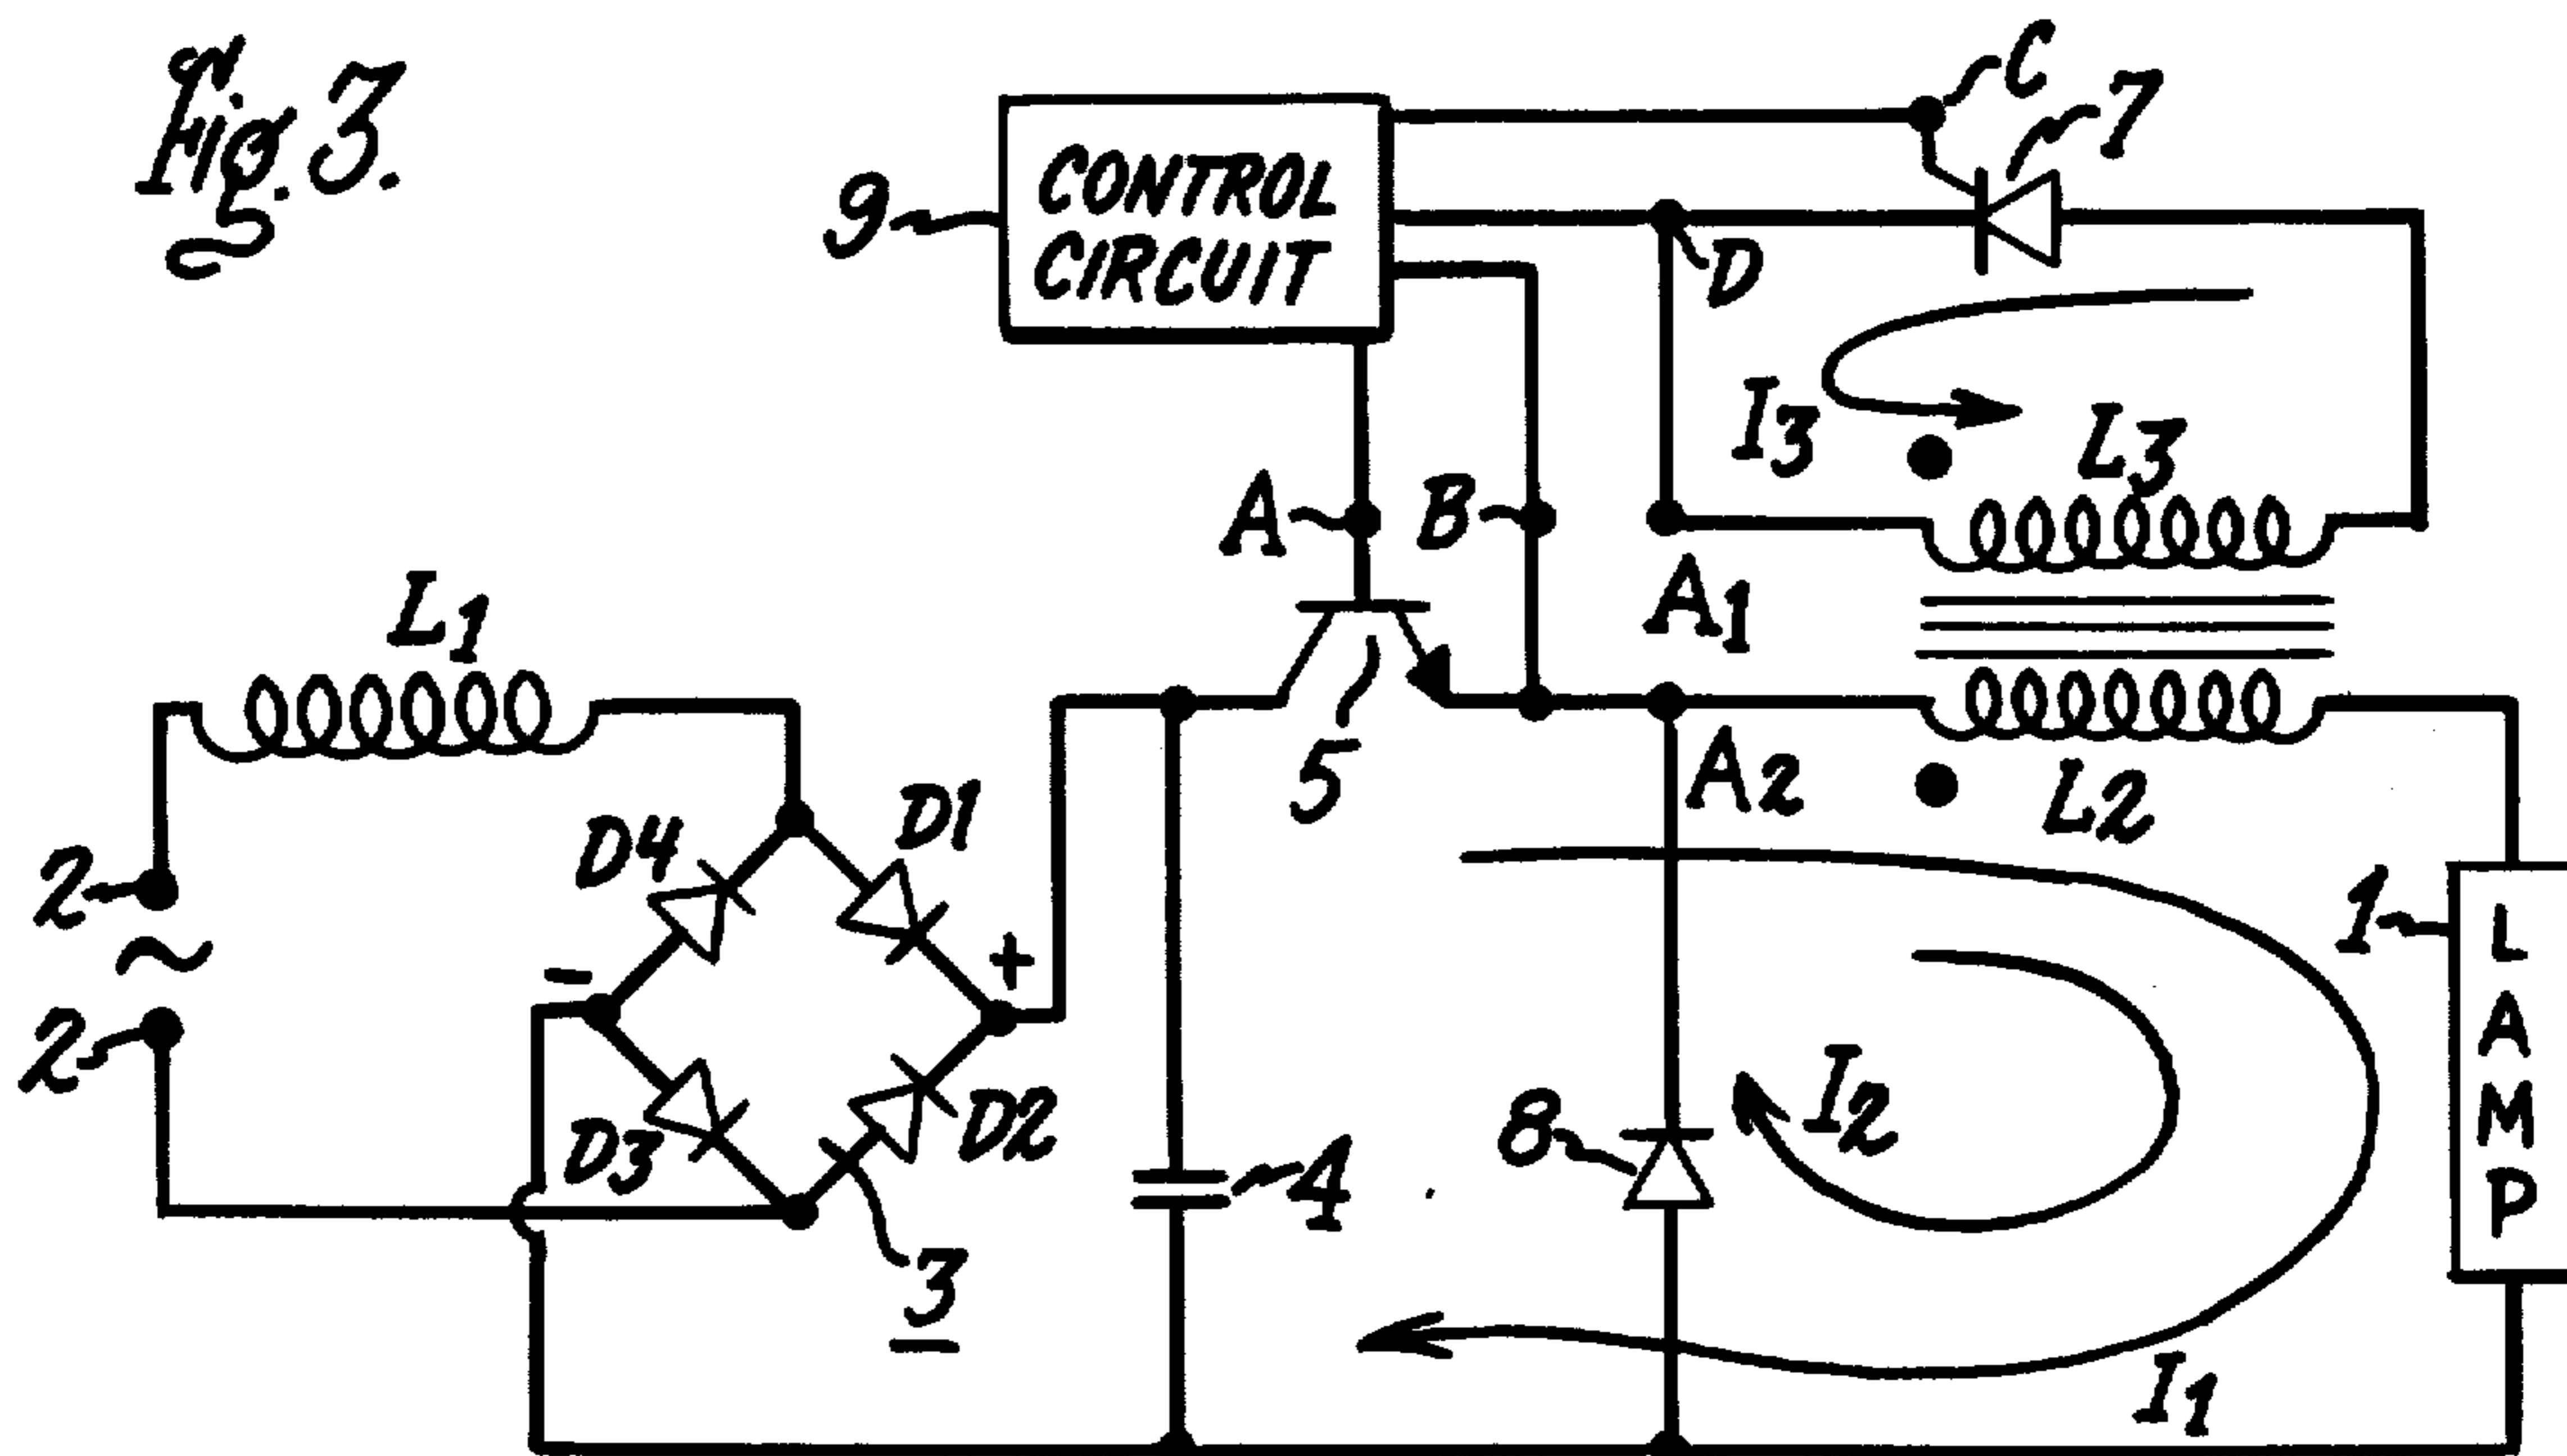 Fig. 3.
C
7
9
CONTROL
CIRCUIT
D
I3
L3
A
B
A1
L1
5
A2
L2
D4
D1
2
~
2
-
+
1
LAMP
I2
8
D3
D2
4
3
I1